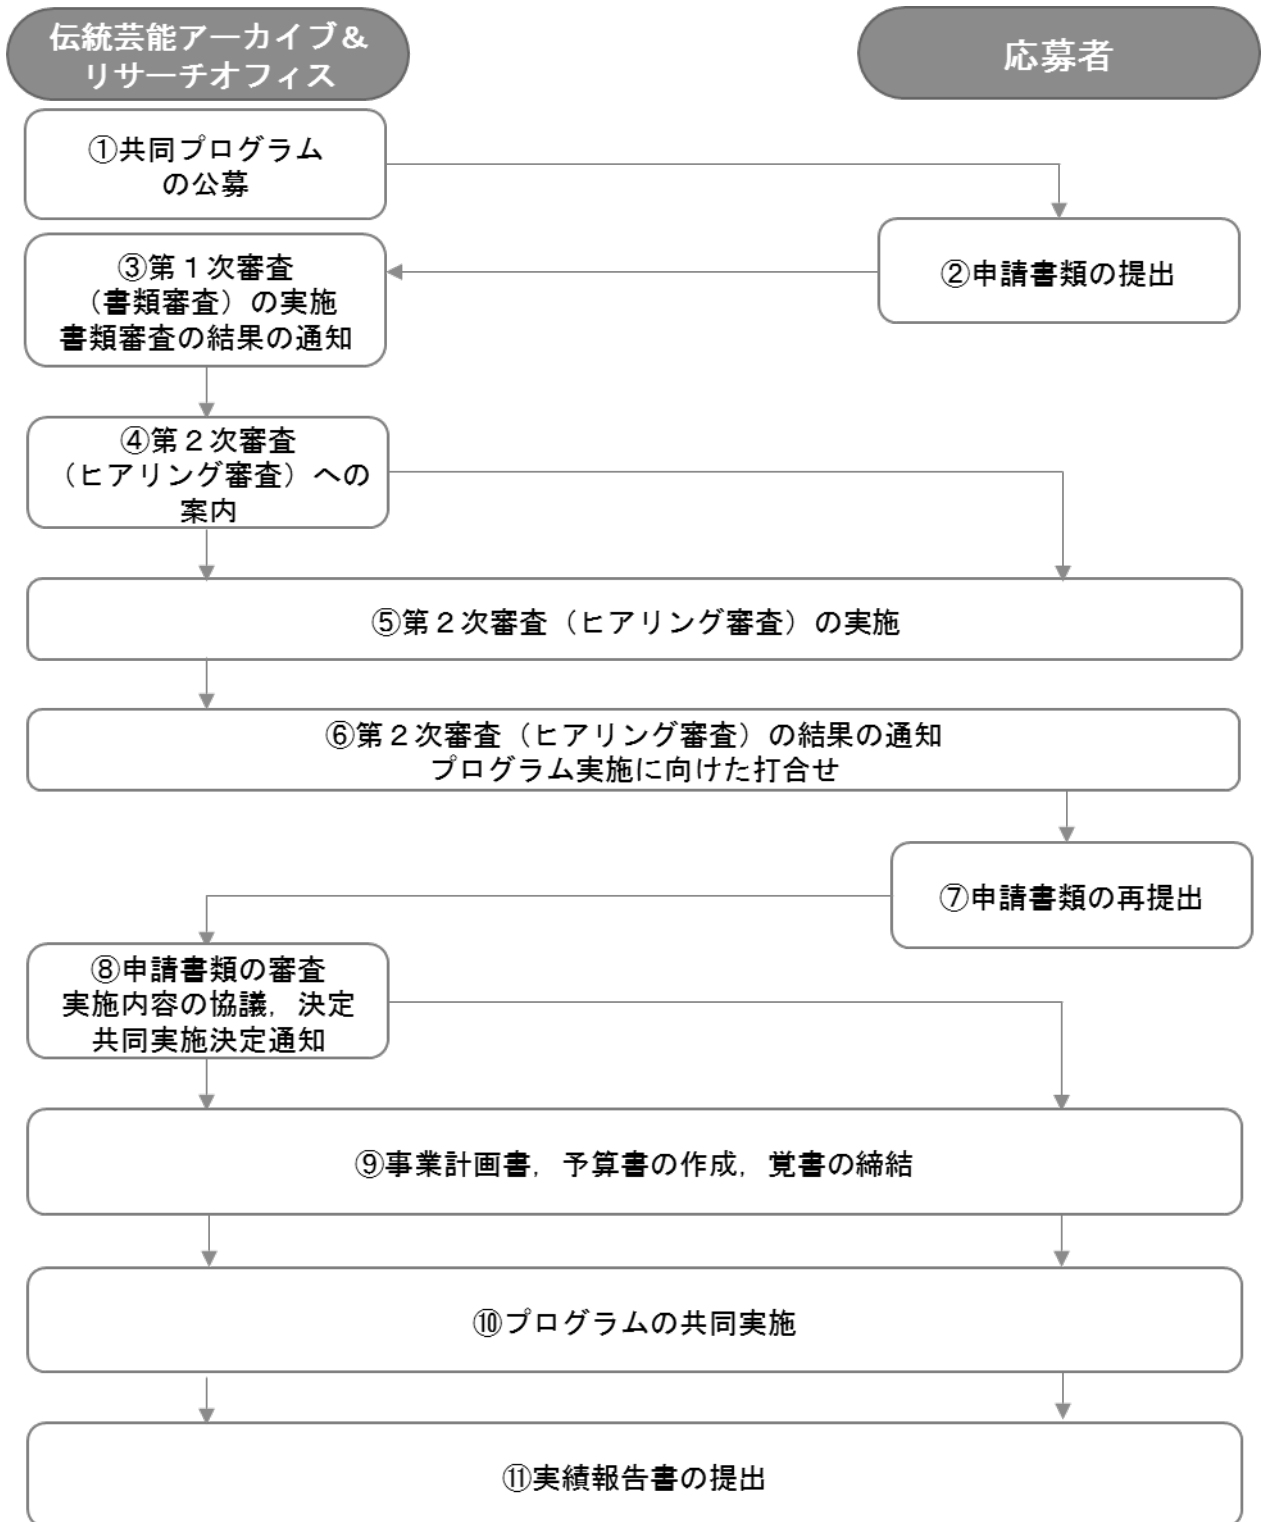 伝統芸能アーカイブ&
リサーチオフィス
応募者
①共同プログラム
の公募
②申請書類の提出
③第１次審査
（書類審査）の実施
書類審査の結果の通知
④第２次審査
（ヒアリング審査）への
案内
⑤第２次審査（ヒアリング審査）の実施
⑥第２次審査（ヒアリング審査）の結果の通知
プログラム実施に向けた打合せ
⑦申請書類の再提出
⑧申請書類の審査
実施内容の協議，決定
共同実施決定通知
⑨事業計画書，予算書の作成，覚書の締結
⑩プログラムの共同実施
⑪実績報告書の提出